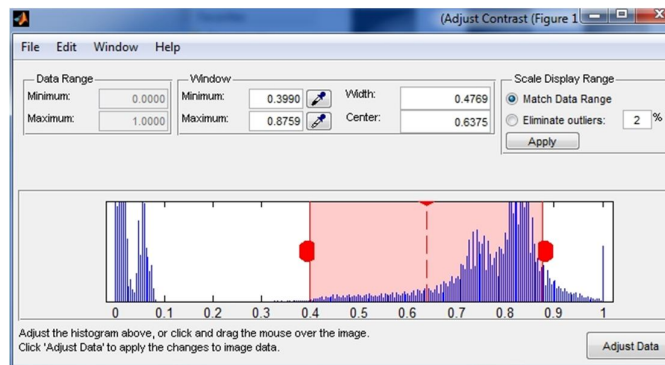 (Adjust Contrast (Figure 1
File Edit Window Help
Data Range
Minimum: 0.0000
Maximum: 1.0000
Window
Minimum: 0.3990
Maximum: 0.8759
Width: 0.4769
Center: 0.6375
Scale Display Range
Match Data Range
Eliminate outliers: 2 %
Apply
0 0.1 0.2 0.3 0.4 0.5 0.6 0.7 0.8 0.9 1
Adjust the histogram above, or click and drag the mouse over the image.
Click 'Adjust Data' to apply the changes to image data.
Adjust Data